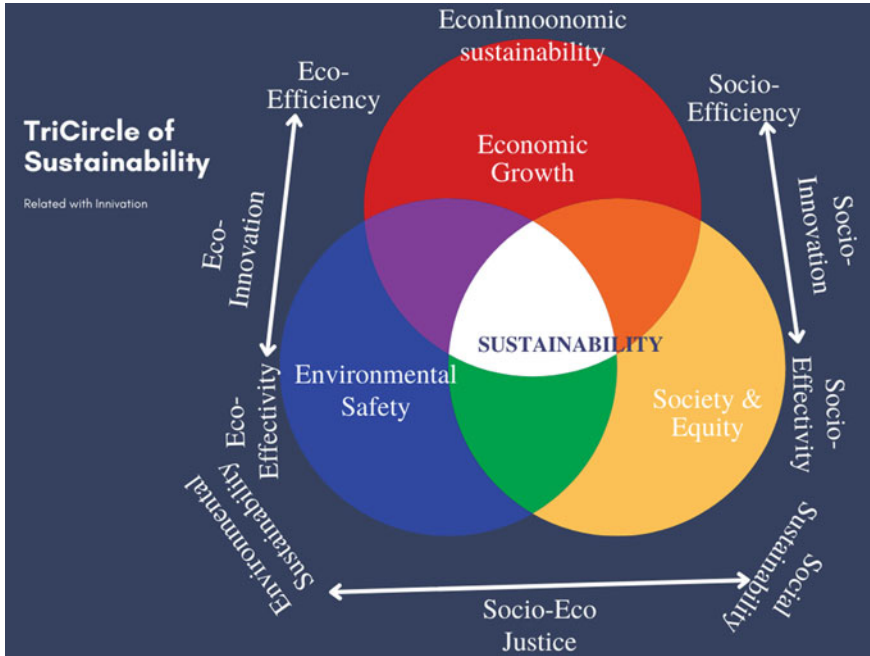 TriCircle of
Sustainability
Related with Innivation
EconInnoonomic
sustainability
Eco-
Efficiency
Socio-
Efficiency
Economic
Growth
Eco-
Innovation
Socio-
Innovation
SUSTAINABILITY
Environmental
Safety
Society &
Equity
Eco-
Effectivity
Socio-
Effectivity
Environmental
Sustainability
Social
Sustainability
Socio-Eco
Justice